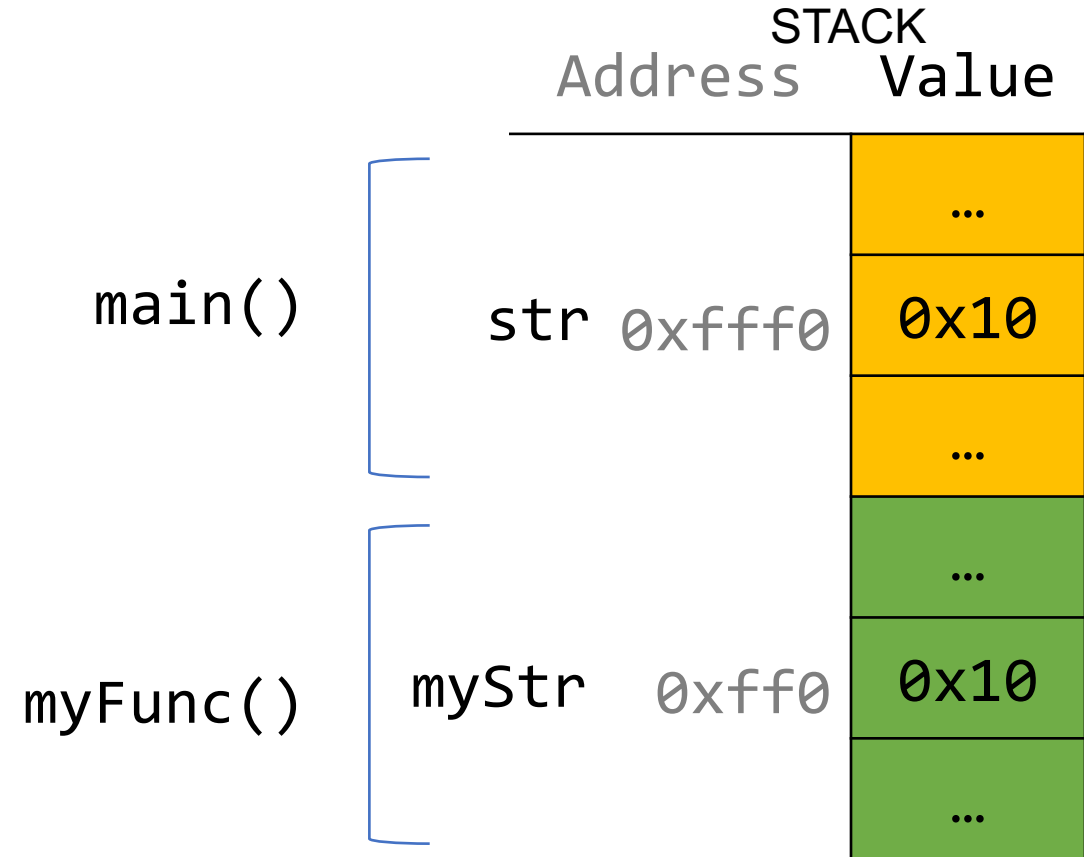 STACK
Address Value
…
main() str 0xfff0 0x10
…
…
myFunc() myStr 0xff0 0x10
…